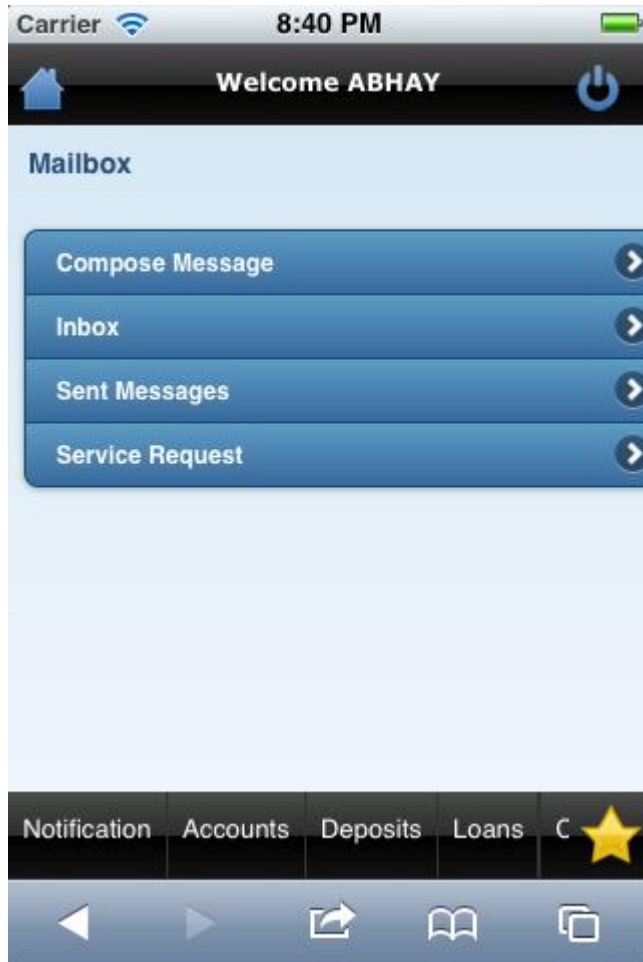 Carrier 8:40 PM
Welcome ABHAY
Mailbox
Compose Message
Inbox
Sent Messages
Service Request
Notification Accounts Deposits Loans C